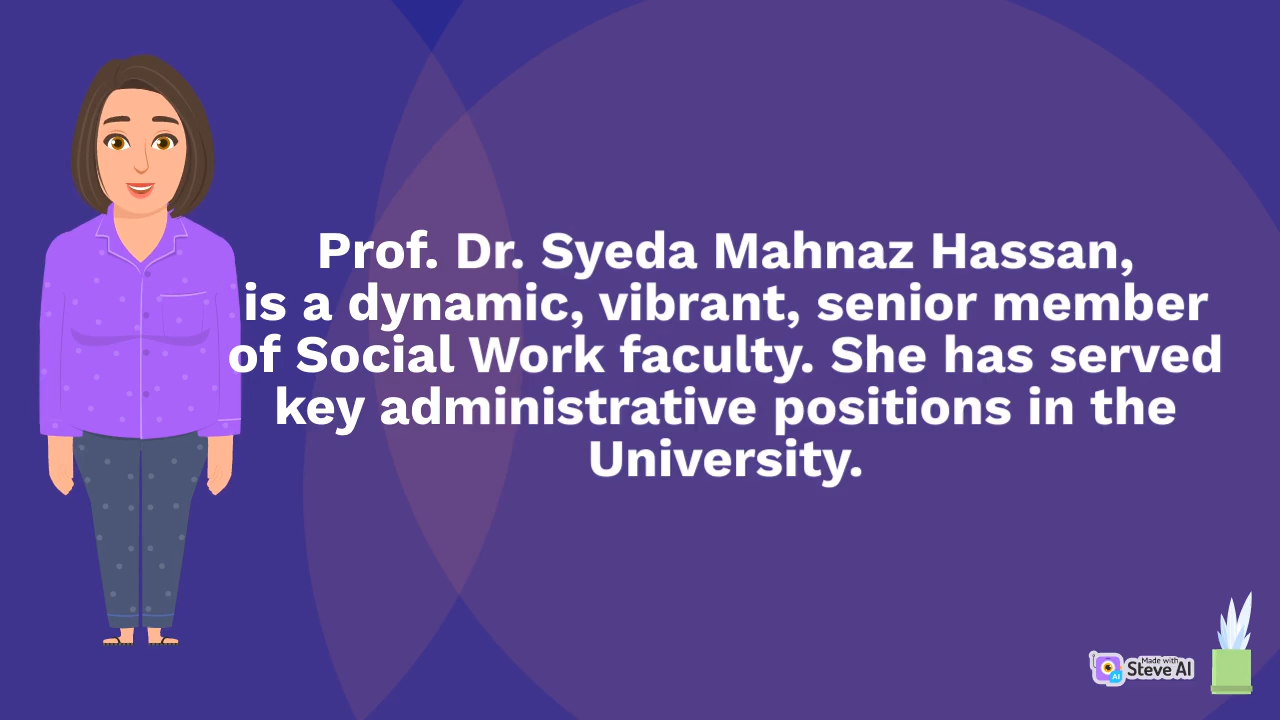 Prof. Dr. Syeda Mahnaz Hassan,
is a dynamic, vibrant, senior member
of Social Work faculty. She has served
key administrative positions in the
University.
Made with
Steve AI
AI